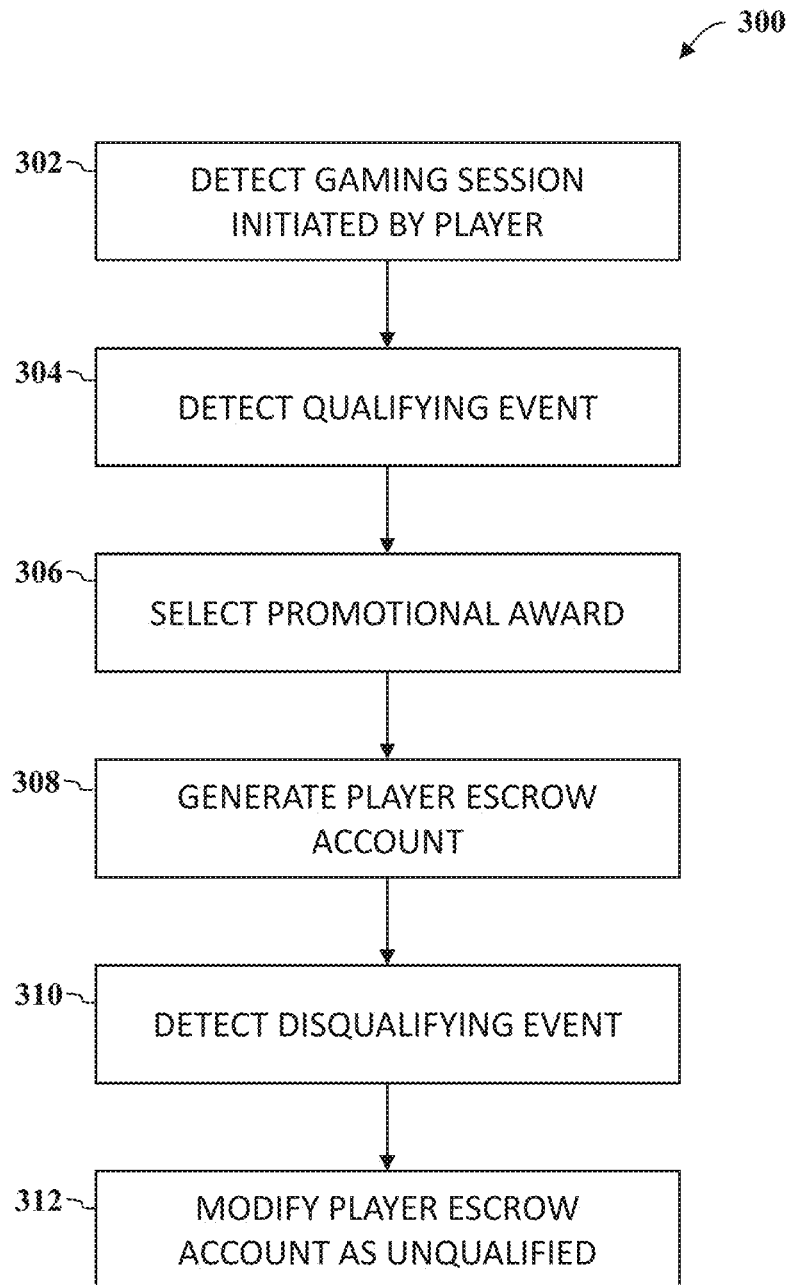 300
302
DETECT GAMING SESSION
INITIATED BY PLAYER
304
DETECT QUALIFYING EVENT
306
SELECT PROMOTIONAL AWARD
308
GENERATE PLAYER ESCROW
ACCOUNT
310
DETECT DISQUALIFYING EVENT
312
MODIFY PLAYER ESCROW
ACCOUNT AS UNQUALIFIED